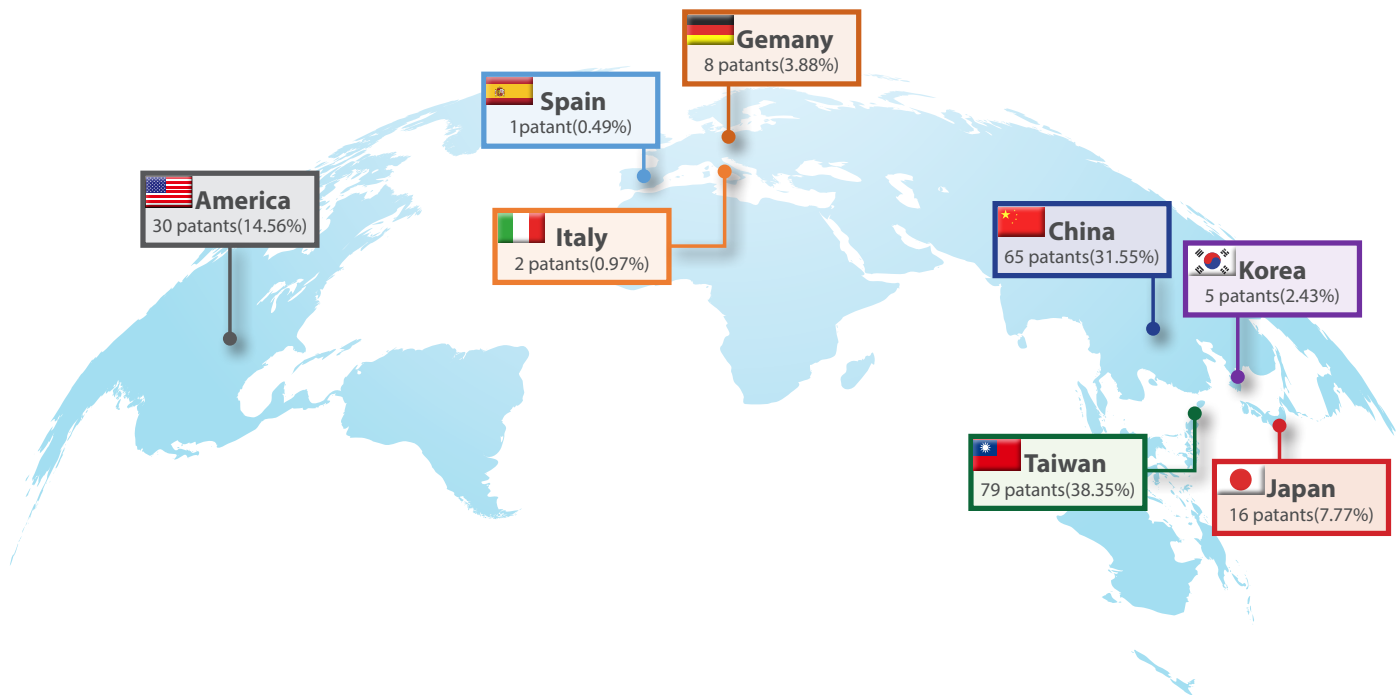 Gemany
8 patants(3.88%)
Spain
1patant(0.49%)
America
30 patants(14.56%)
Italy
2 patants(0.97%)
China
65 patants(31.55%)
Korea
5 patants(2.43%)
Taiwan
79 patants(38.35%)
Japan
16 patants(7.77%)